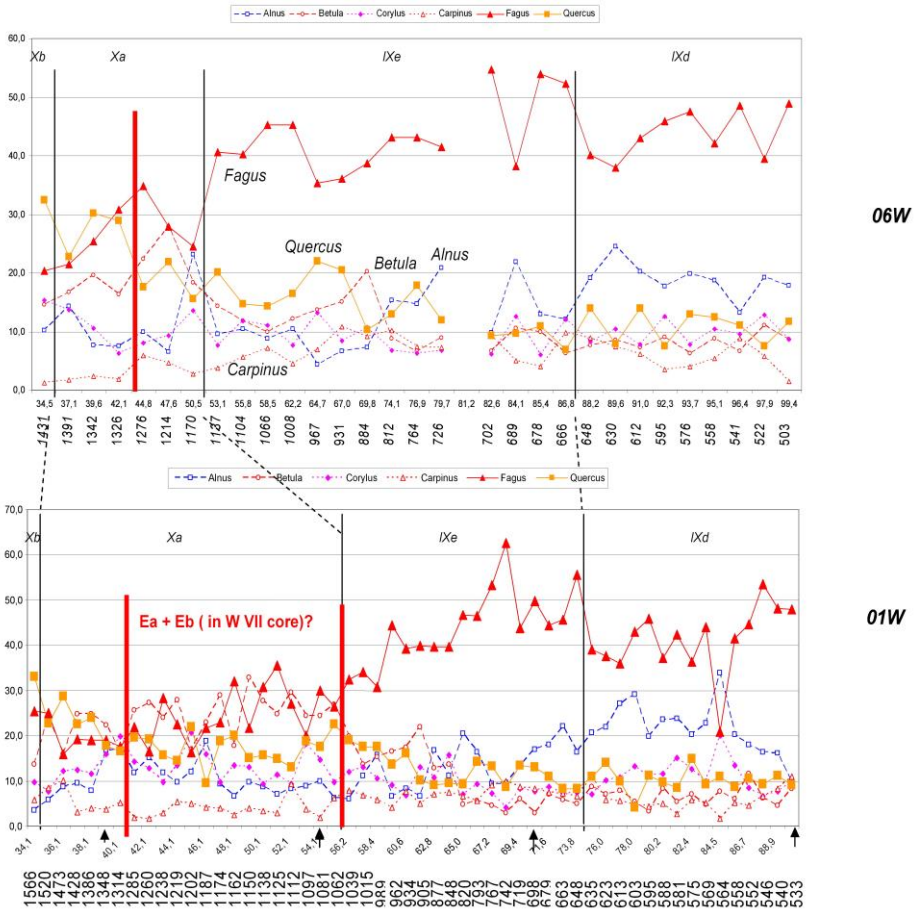 Alnus Betula Corylus Carpinus Fagus Quercus
60,0
50,0
40,0
30,0
20,0
10,0
0,0
Xb Xa IXe IXd
Fagus
Quercus
Betula
Alnus
Carpinus
06W
34,5 37,1 39,6 42,1 44,8 47,6 50,5 53,1 55,8 58,5 62,2 64,7 67,0 69,8 74,1 76,9 79,7 81,2 82,6 84,1 85,4 86,8 88,2 89,6 91,0 92,3 93,7 95,1 96,4 97,9 99,4
1431 1391 1342 1326 1276 1214 1170 1137 1104 1066 1008 967 931 884 812 764 726 702 689 678 666 648 630 612 595 576 558 541 522 503
Alnus Betula Corylus Carpinus Fagus Quercus
70,0
60,0
50,0
40,0
30,0
20,0
10,0
0,0
Xb Xa IXe IXd
Ea + Eb ( in W VII core)?
01W
34,1 36,1 38,1 40,1 42,1 44,1 46,1 48,1 50,1 52,1 54,1 56,2 58,4 60,6 62,8 65,0 67,2 69,4 71,6 73,8 76,0 78,0 80,2 82,4 84,5 86,7 88,9
1566 1520 1473 1428 1386 1348 1314 1285 1260 1238 1219 1202 1187 1174 1162 1150 1138 1125 1112 1097 1081 1062 1039 1015 989 962 934 905 877 848 820 793 767 742 719 698 679 663 648 635 623 613 603 595 588 581 575 569 564 558 552 546 540 533